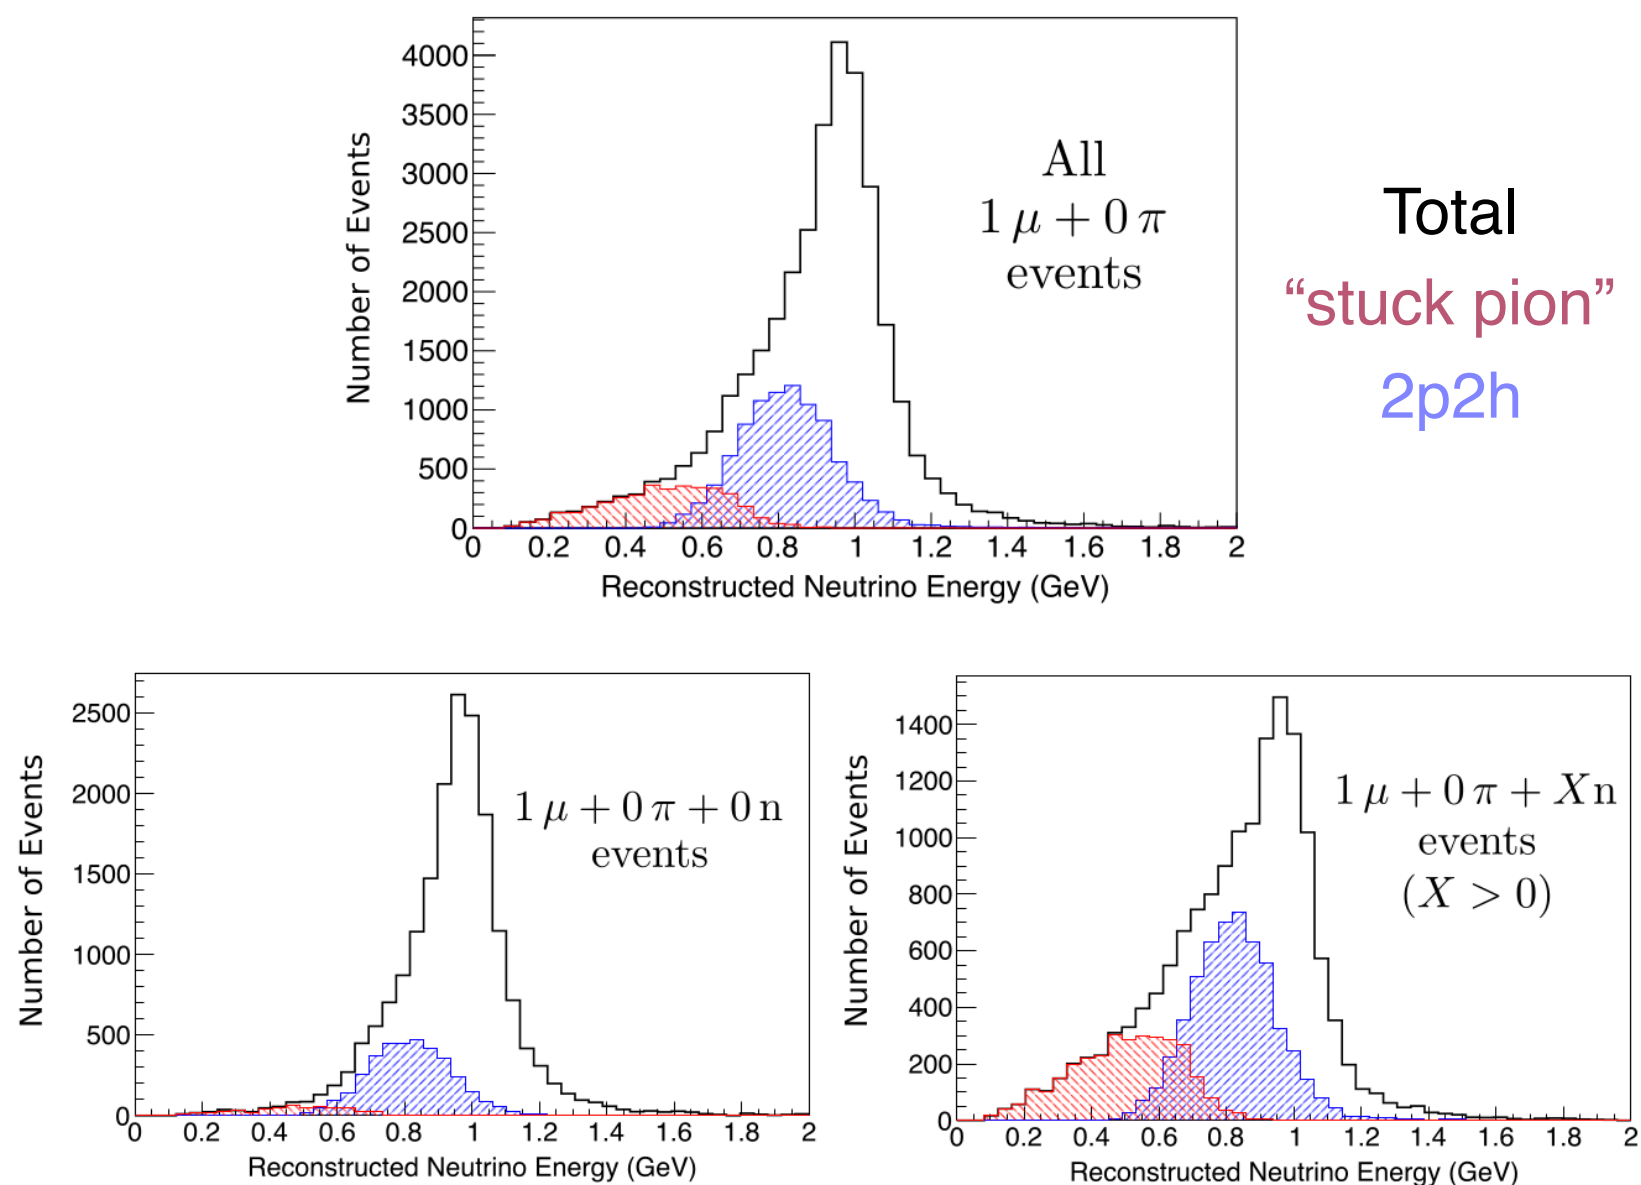 4000
3500
3000
2500
2000
1500
1000
500
0
Number of Events
All
1 μ + 0 π
events
0 0.2 0.4 0.6 0.8 1 1.2 1.4 1.6 1.8 2
Reconstructed Neutrino Energy (GeV)
Total
“stuck pion”
2p2h
2500
2000
1500
1000
500
0
Number of Events
1 μ + 0 π + 0 n
events
0 0.2 0.4 0.6 0.8 1 1.2 1.4 1.6 1.8 2
Reconstructed Neutrino Energy (GeV)
1400
1200
1000
800
600
400
200
0
Number of Events
1 μ + 0 π + X n
events
(X > 0)
0 0.2 0.4 0.6 0.8 1 1.2 1.4 1.6 1.8 2
Reconstructed Neutrino Energy (GeV)